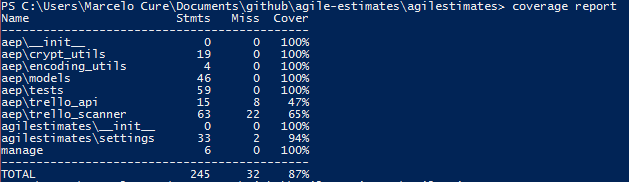 PS C:\Users\Marcelo Cure\Documents\github\agile-estimates\agilestimates> coverage report
Name Stmts Miss Cover
-------------------------------------------
aep\__init__ 0 0 100%
aep\crypt_utils 19 0 100%
aep\encoding_utils 4 0 100%
aep\models 46 0 100%
aep\tests 59 0 100%
aep\trello_api 15 8 47%
aep\trello_scanner 63 22 65%
agilestimates\__init__ 0 0 100%
agilestimates\settings 33 2 94%
manage 6 0 100%
-------------------------------------------
TOTAL 245 32 87%